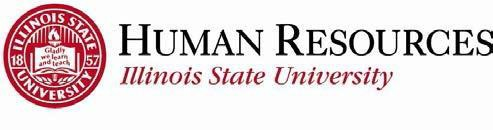 ILLINOIS STATE
Gladly
we learn
and teach
18 57
UNIVERSITY
HUMAN RESOURCES
Illinois State University